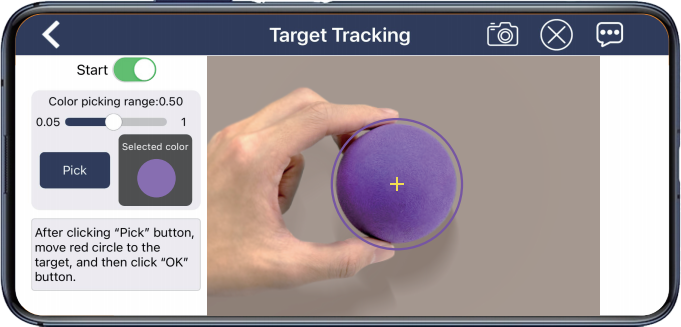 Target Tracking
Start
Color picking range:0.50
0.05 1
Selected color
Pick
After clicking “Pick” button,
move red circle to the
target, and then click “OK”
button.